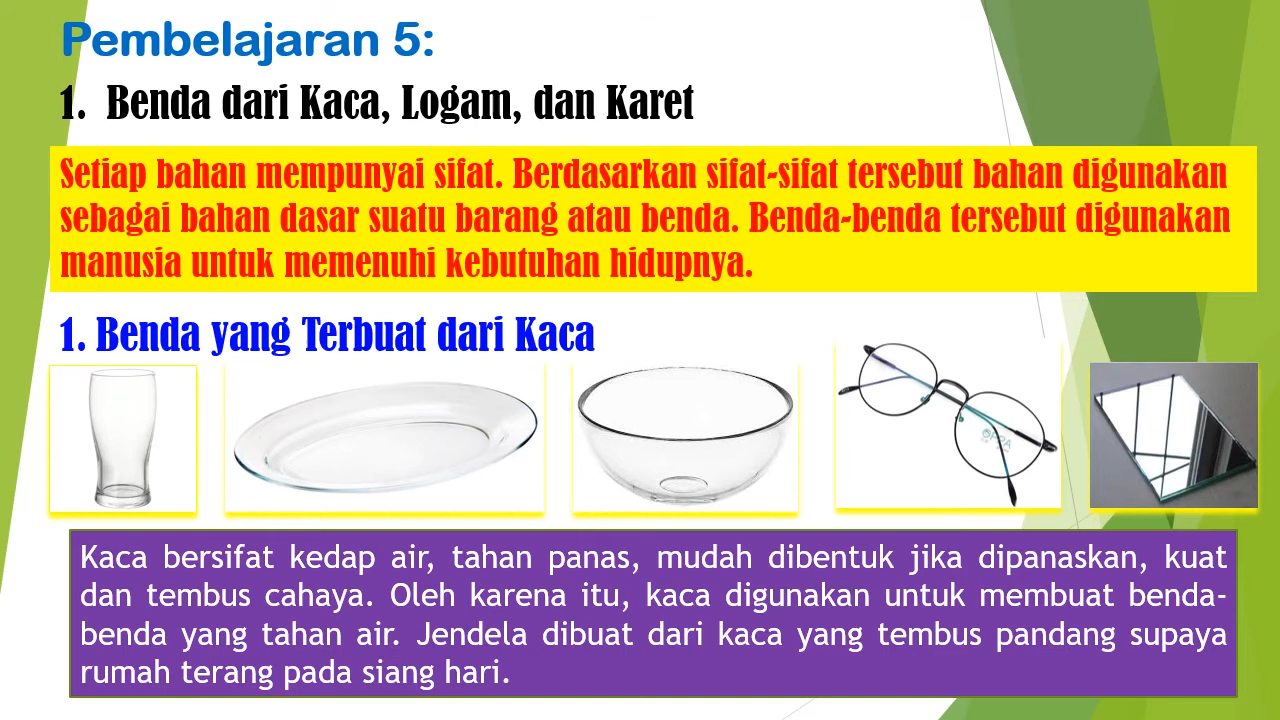 Pembelajaran 5:
1. Benda dari Kaca, Logam, dan Karet
Setiap bahan mempunyai sifat. Berdasarkan sifat-sifat tersebut bahan digunakan
sebagai bahan dasar suatu barang atau benda. Benda-benda tersebut digunakan
manusia untuk memenuhi kebutuhan hidupnya.
1. Benda yang Terbuat dari Kaca
Kaca bersifat kedap air, tahan panas, mudah dibentuk jika dipanaskan, kuat
dan tembus cahaya. Oleh karena itu, kaca digunakan untuk membuat benda-
benda yang tahan air. Jendela dibuat dari kaca yang tembus pandang supaya
rumah terang pada siang hari.